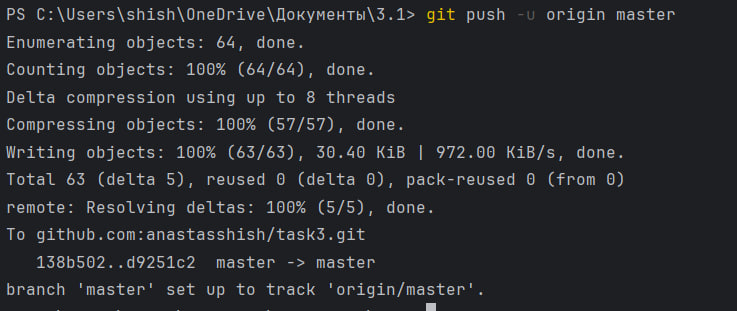 PS C:\Users\shish\OneDrive\Документы\3.1> git push -u origin master
Enumerating objects: 64, done.
Counting objects: 100% (64/64), done.
Delta compression using up to 8 threads
Compressing objects: 100% (57/57), done.
Writing objects: 100% (63/63), 30.40 KiB | 972.00 KiB/s, done.
Total 63 (delta 5), reused 0 (delta 0), pack-reused 0 (from 0)
remote: Resolving deltas: 100% (5/5), done.
To github.com:anastasshish/task3.git
   138b502..d9251c2  master -> master
branch 'master' set up to track 'origin/master'.